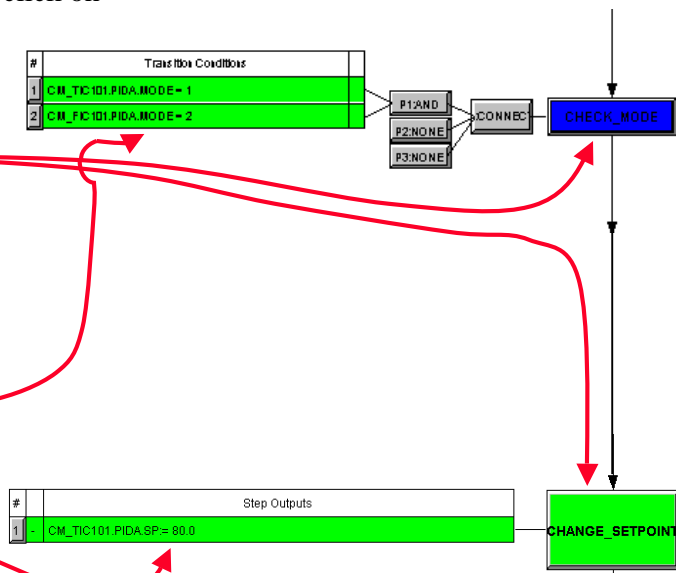 # Transition Conditions
1 CM_TIC101.PIDA.MODE = 1
2 CM_FIC101.PIDA.MODE = 2
P1:AND
P2:NONE
P3:NONE
CONNECT
CHECK_MODE
# Step Outputs
1 - CM_TIC101.PIDA.SP:= 80.0
CHANGE_SETPOINT